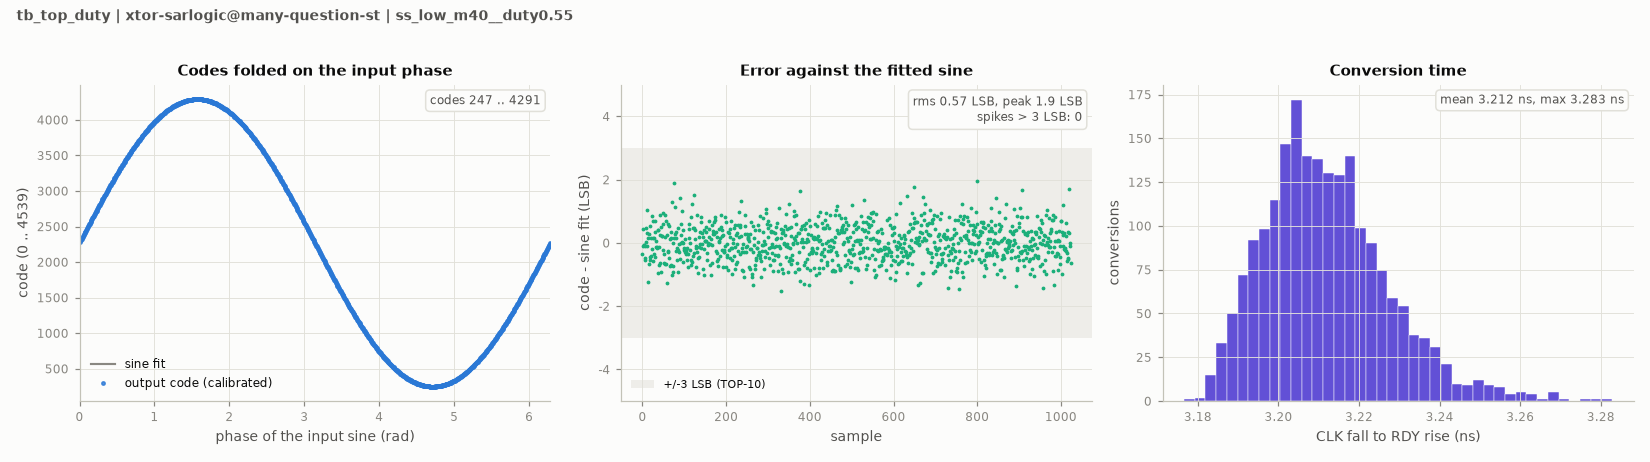 tb_top_duty | xtor-sarlogic@many-question-st | ss_low_m40__duty0.55
Codes folded on the input phase
codes 247 .. 4291
code (0 .. 4539)
4000
3500
3000
2500
2000
1500
1000
500
sine fit
output code (calibrated)
0
1
2
3
4
5
6
phase of the input sine (rad)
Error against the fitted sine
rms 0.57 LSB, peak 1.9 LSB
spikes > 3 LSB: 0
code - sine fit (LSB)
4
2
0
-2
-4
+/-3 LSB (TOP-10)
0
200
400
600
800
1000
sample
Conversion time
mean 3.212 ns, max 3.283 ns
conversions
175
150
125
100
75
50
25
0
3.18
3.20
3.22
3.24
3.26
3.28
CLK fall to RDY rise (ns)